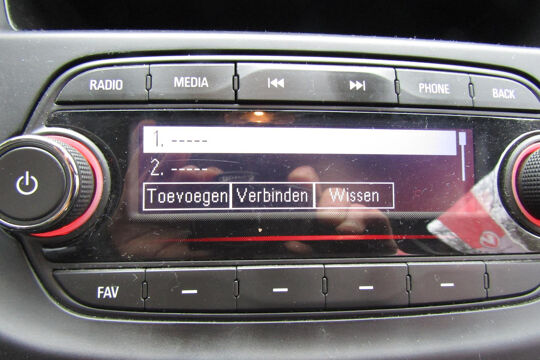 RADIO MEDIA PHONE BACK
1. -----
2. -----
Toevoegen Verbinden Wissen
FAV